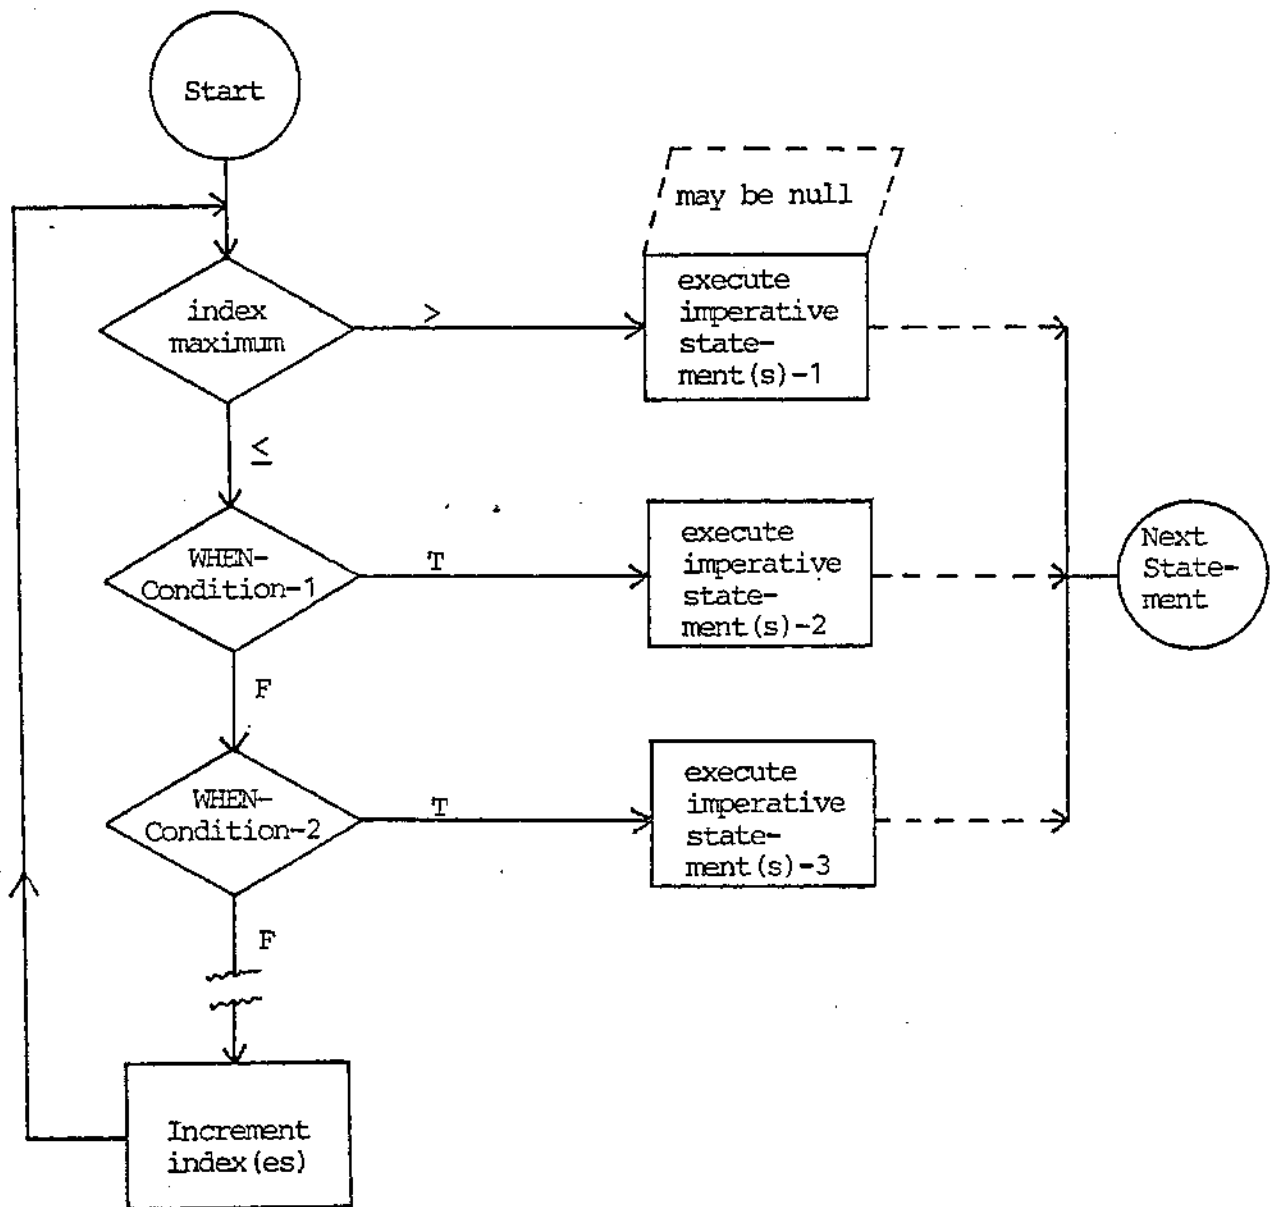 Start
may be null
index
maximum
>
execute
imperative
state-
ment(s)-1
≤
WHEN-
Condition-1
T
execute
imperative
state-
ment(s)-2
Next
State-
ment
F
WHEN-
Condition-2
T
execute
imperative
state-
ment(s)-3
F
Increment
index(es)